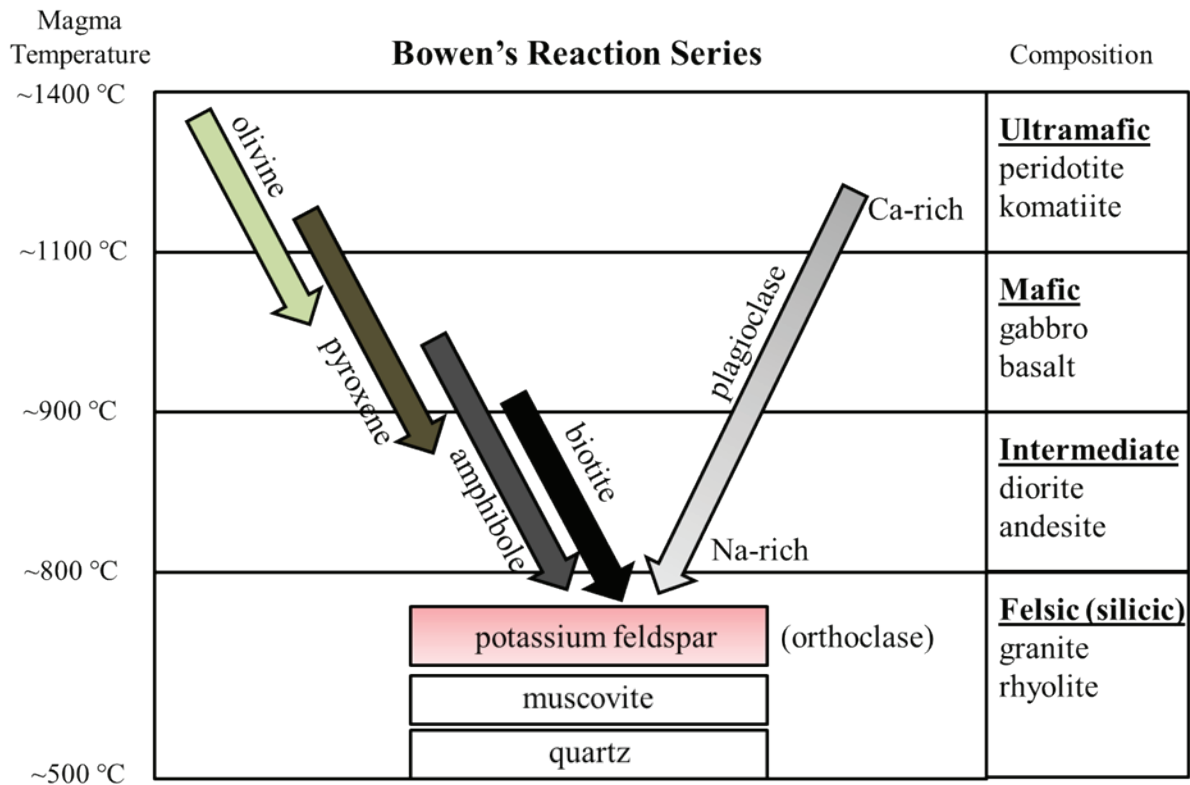 Magma
Temperature
Bowen’s Reaction Series
Composition
~1400 °C
olivine
Ultramafic
peridotite
komatiite
Ca-rich
~1100 °C
plagioclase
Mafic
gabbro
basalt
pyroxene
~900 °C
biotite
amphibole
Intermediate
diorite
andesite
Na-rich
~800 °C
Felsic (silicic)
granite
rhyolite
potassium feldspar
(orthoclase)
muscovite
quartz
~500 °C